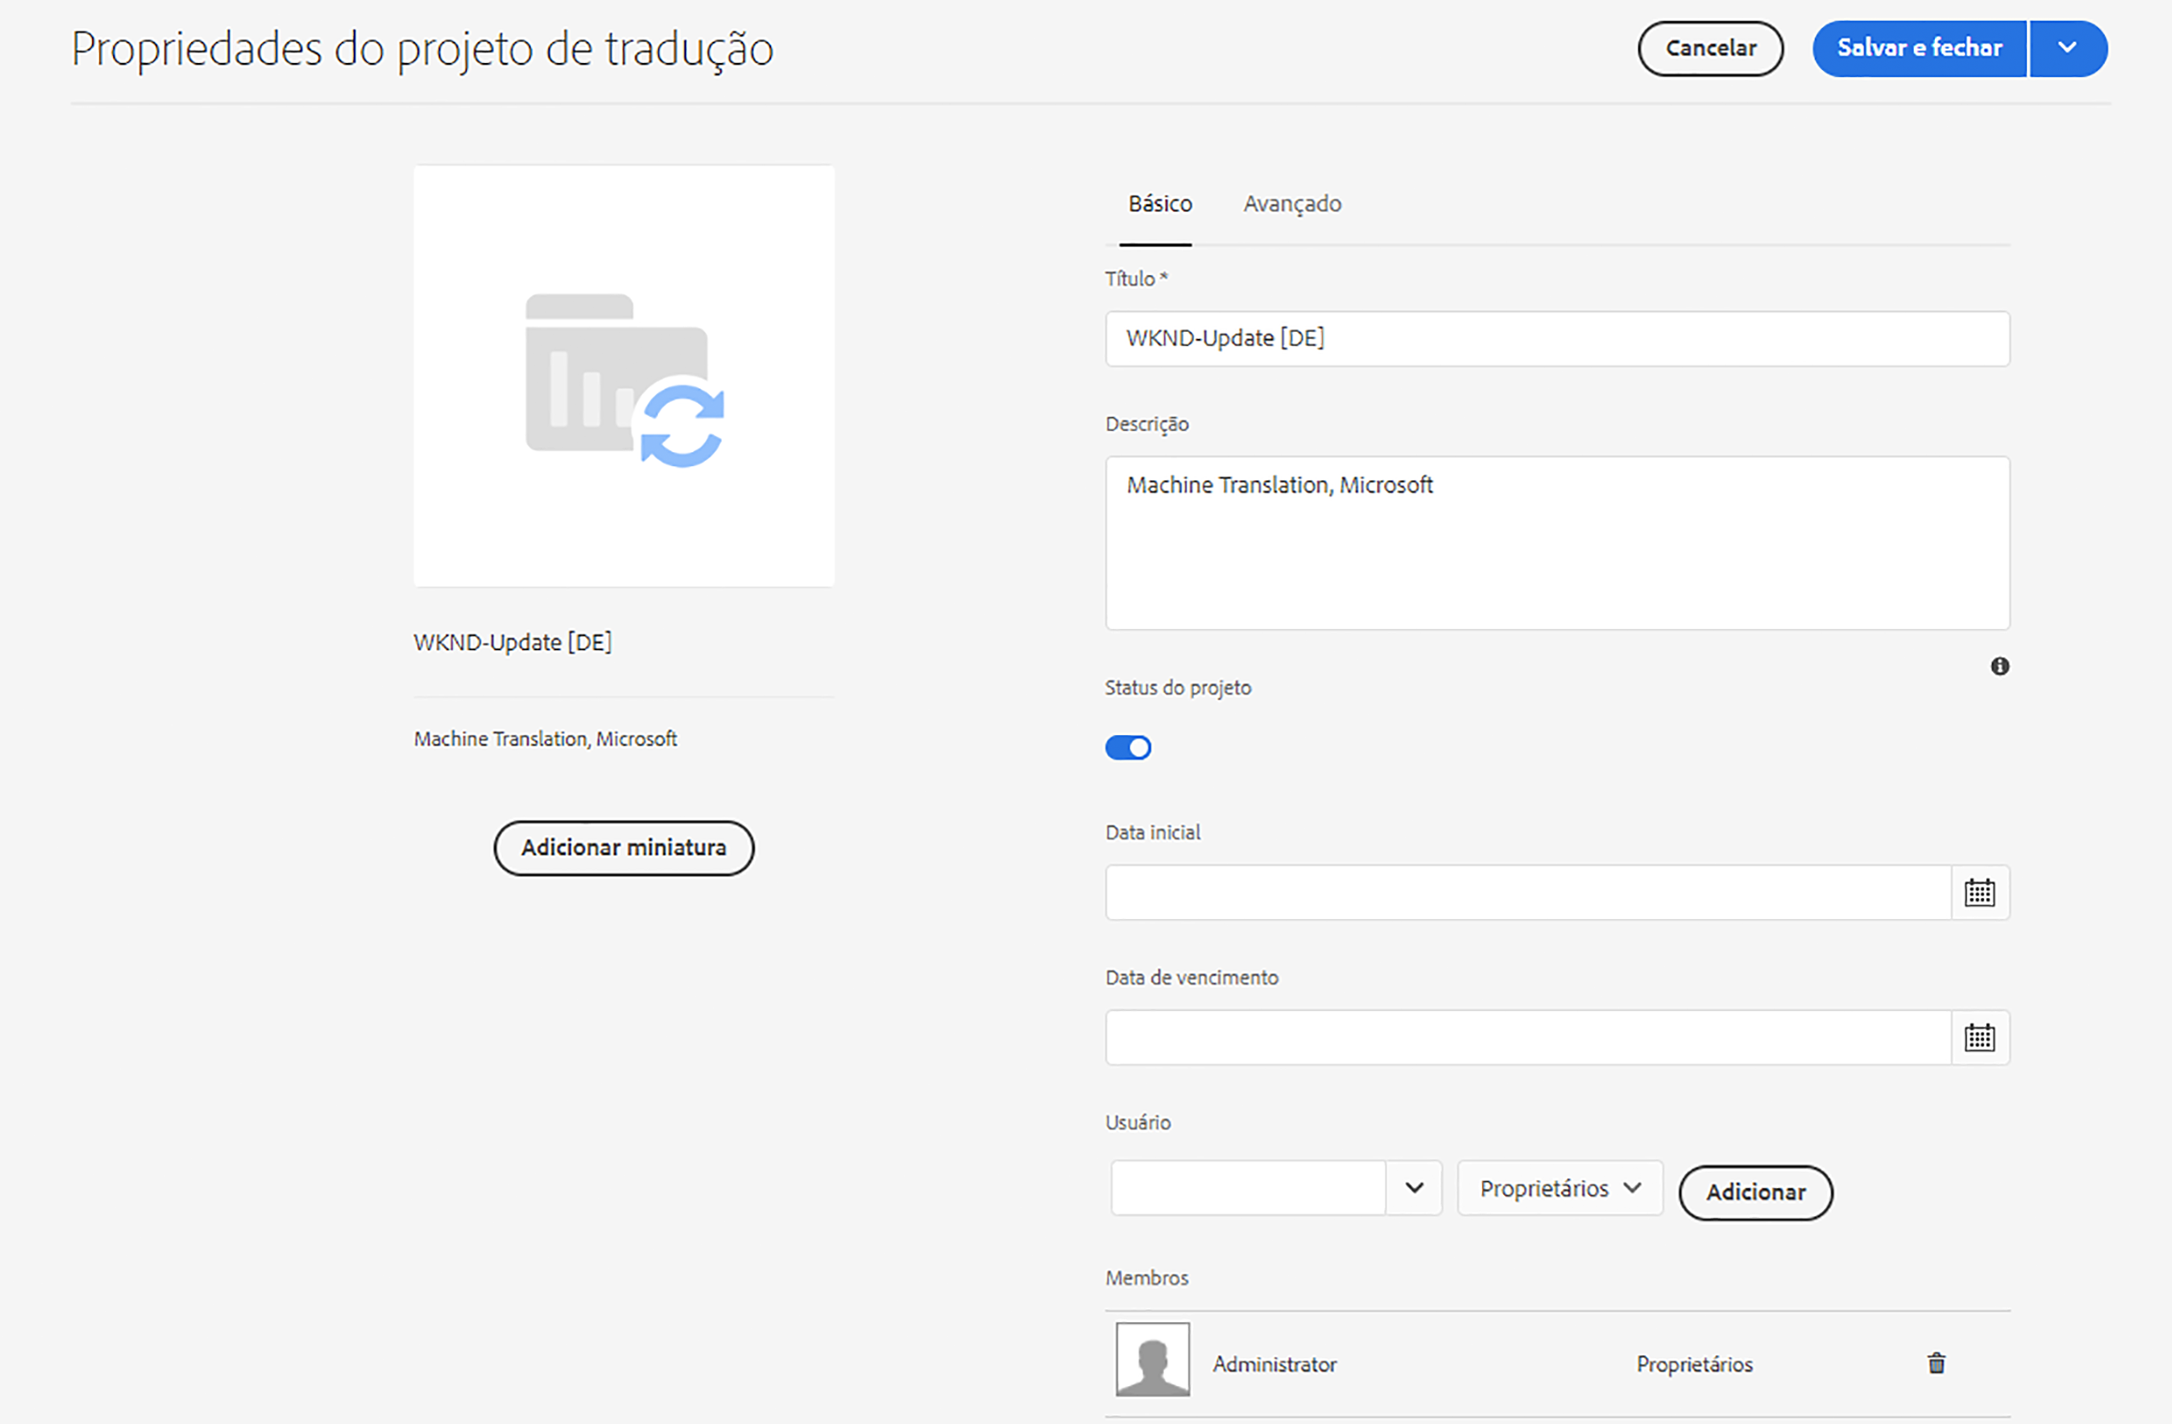 Propriedades do projeto de tradução
Cancelar
Salvar e fechar
WKND-Update [DE]
Machine Translation, Microsoft
Adicionar miniatura
Básico
Avançado
Título *
WKND-Update [DE]
Descrição
Machine Translation, Microsoft
Status do projeto
Data inicial
Data de vencimento
Usuário
Proprietários
Adicionar
Membros
Administrator
Proprietários